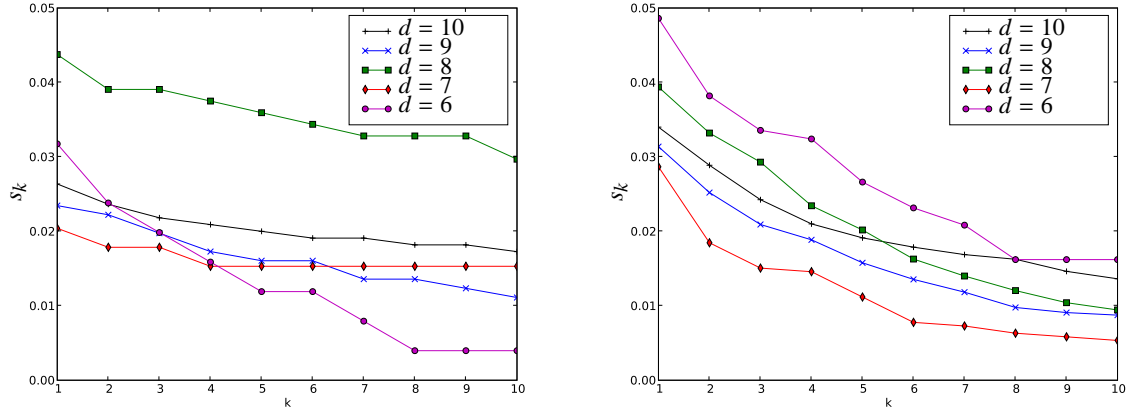 0.05
0.04
0.03
0.02
0.01
0.00
s_k
1 2 3 4 5 6 7 8 9 10
k
d = 10
d = 9
d = 8
d = 7
d = 6
0.05
0.04
0.03
0.02
0.01
0.00
s_k
1 2 3 4 5 6 7 8 9 10
k
d = 10
d = 9
d = 8
d = 7
d = 6